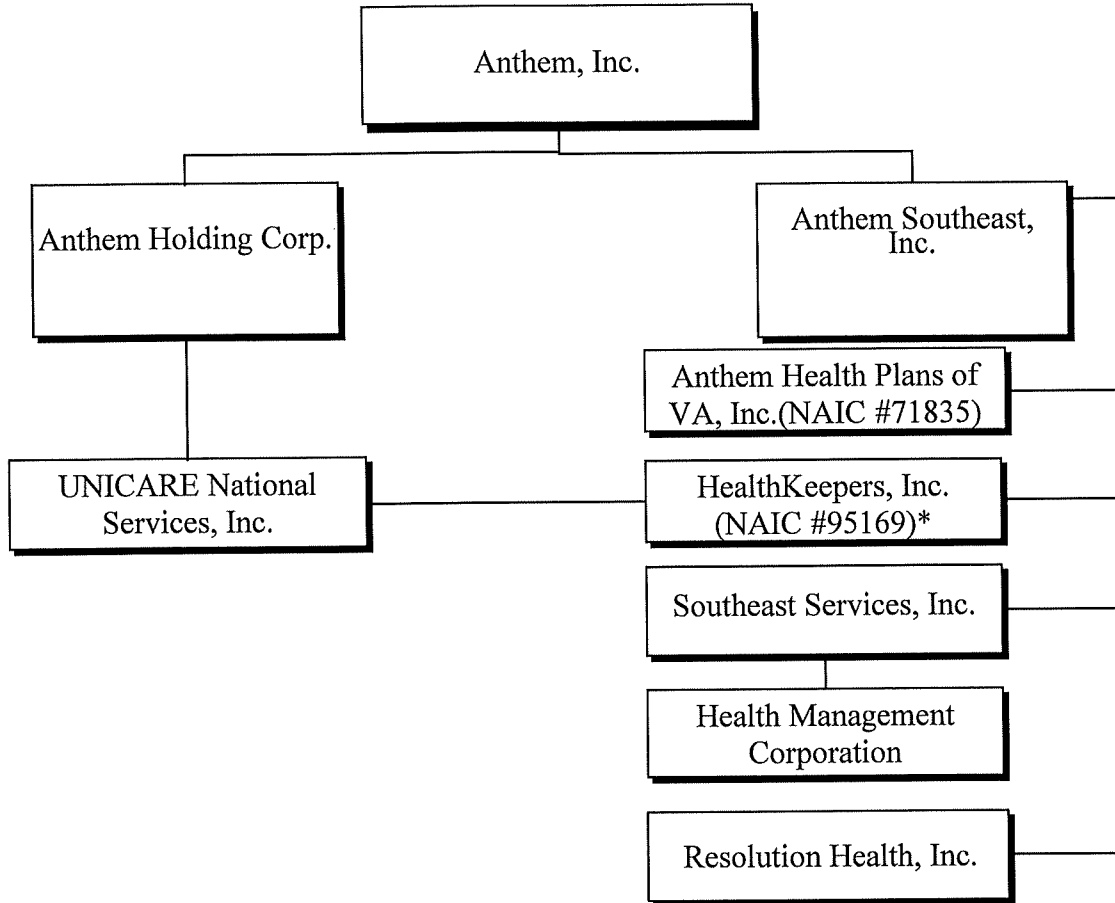 Anthem, Inc.
Anthem Holding Corp.
Anthem Southeast,
Inc.
Anthem Health Plans of
VA, Inc.(NAIC #71835)
UNICARE National
Services, Inc.
HealthKeepers, Inc.
(NAIC #95169)*
Southeast Services, Inc.
Health Management
Corporation
Resolution Health, Inc.